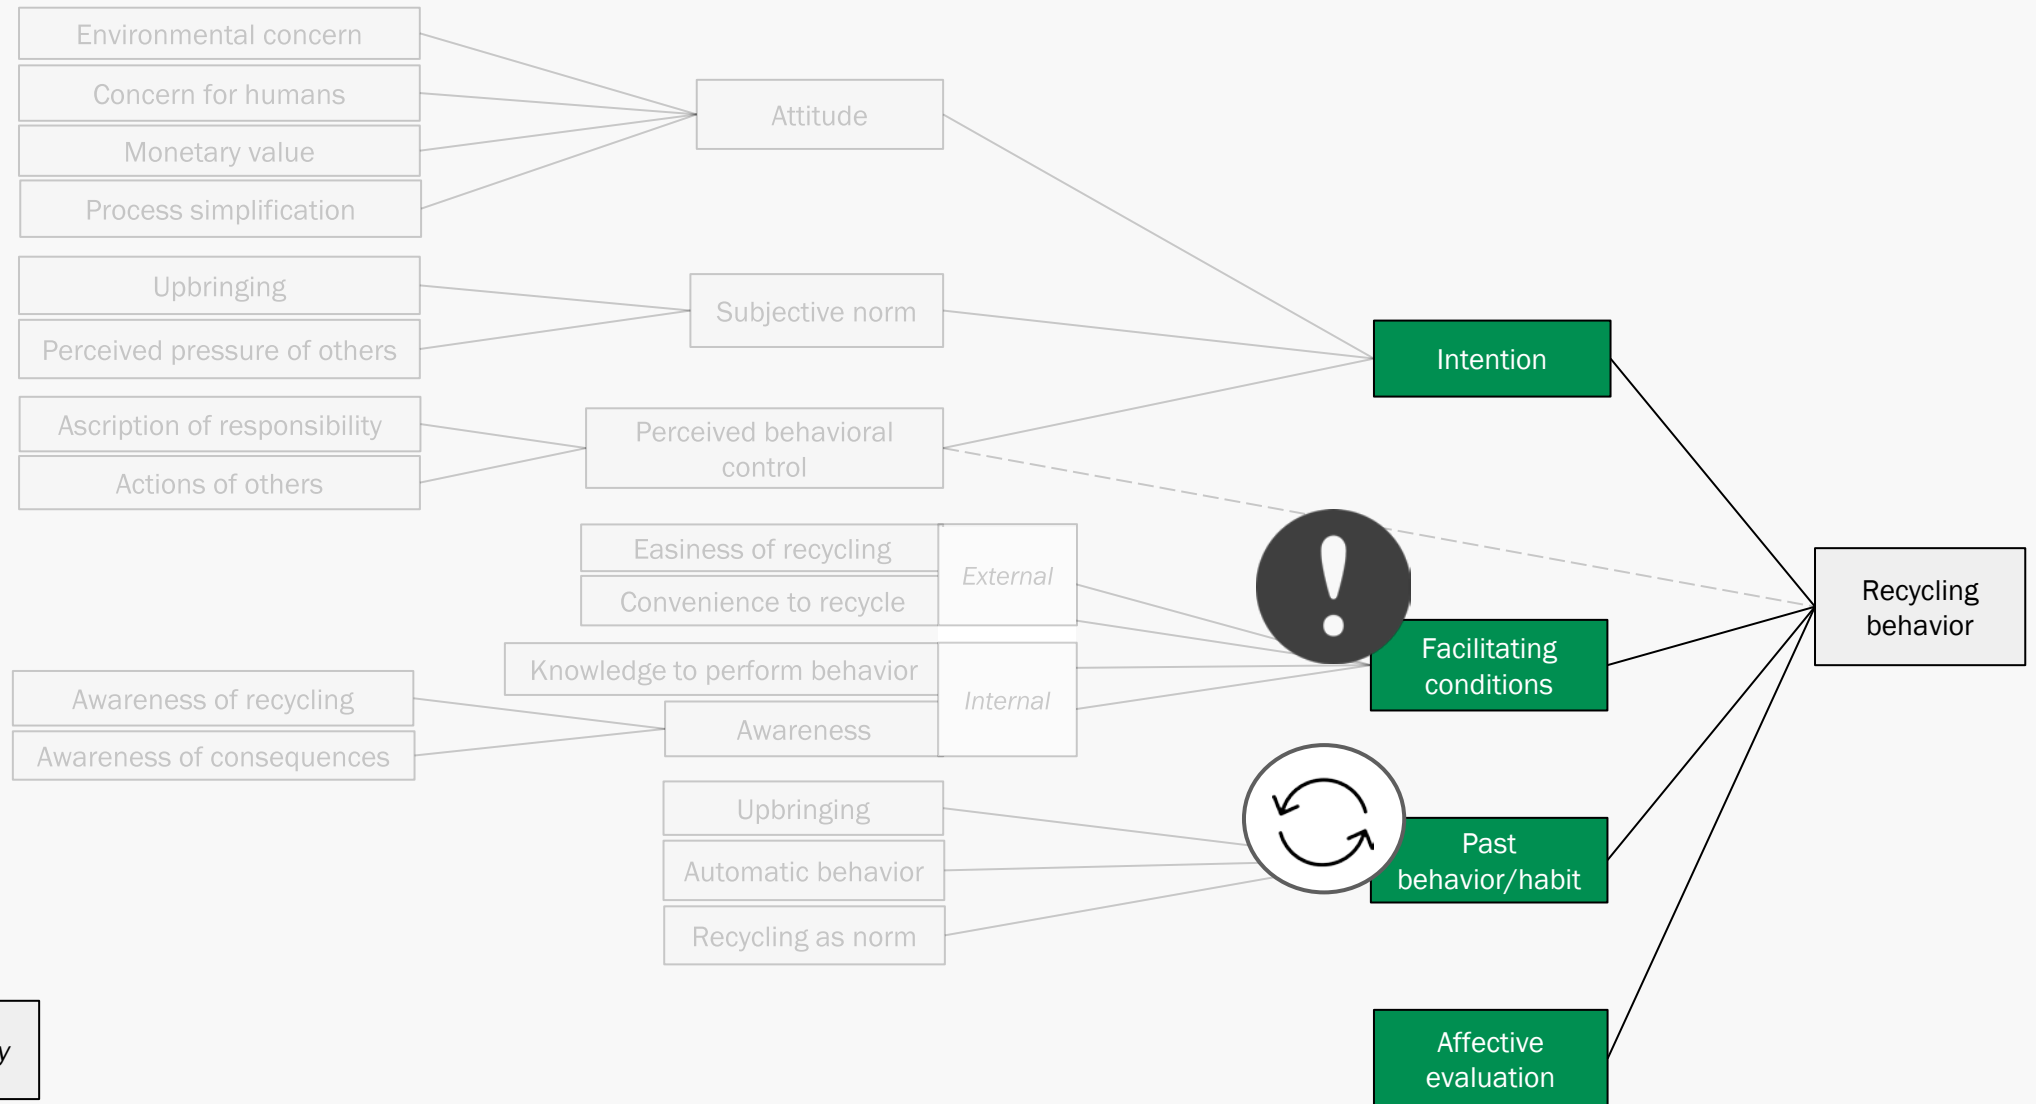 Environmental concern
Concern for humans
Monetary value
Process simplification
Attitude
Upbringing
Perceived pressure of others
Subjective norm
Intention
Ascription of responsibility
Actions of others
Perceived behavioral
control
Easiness of recycling
Convenience to recycle
External
Knowledge to perform behavior
Awareness
Internal
Awareness of recycling
Awareness of consequences
Facilitating
conditions
Recycling
behavior
Upbringing
Automatic behavior
Recycling as norm
Past
behavior/habit
Affective
evaluation